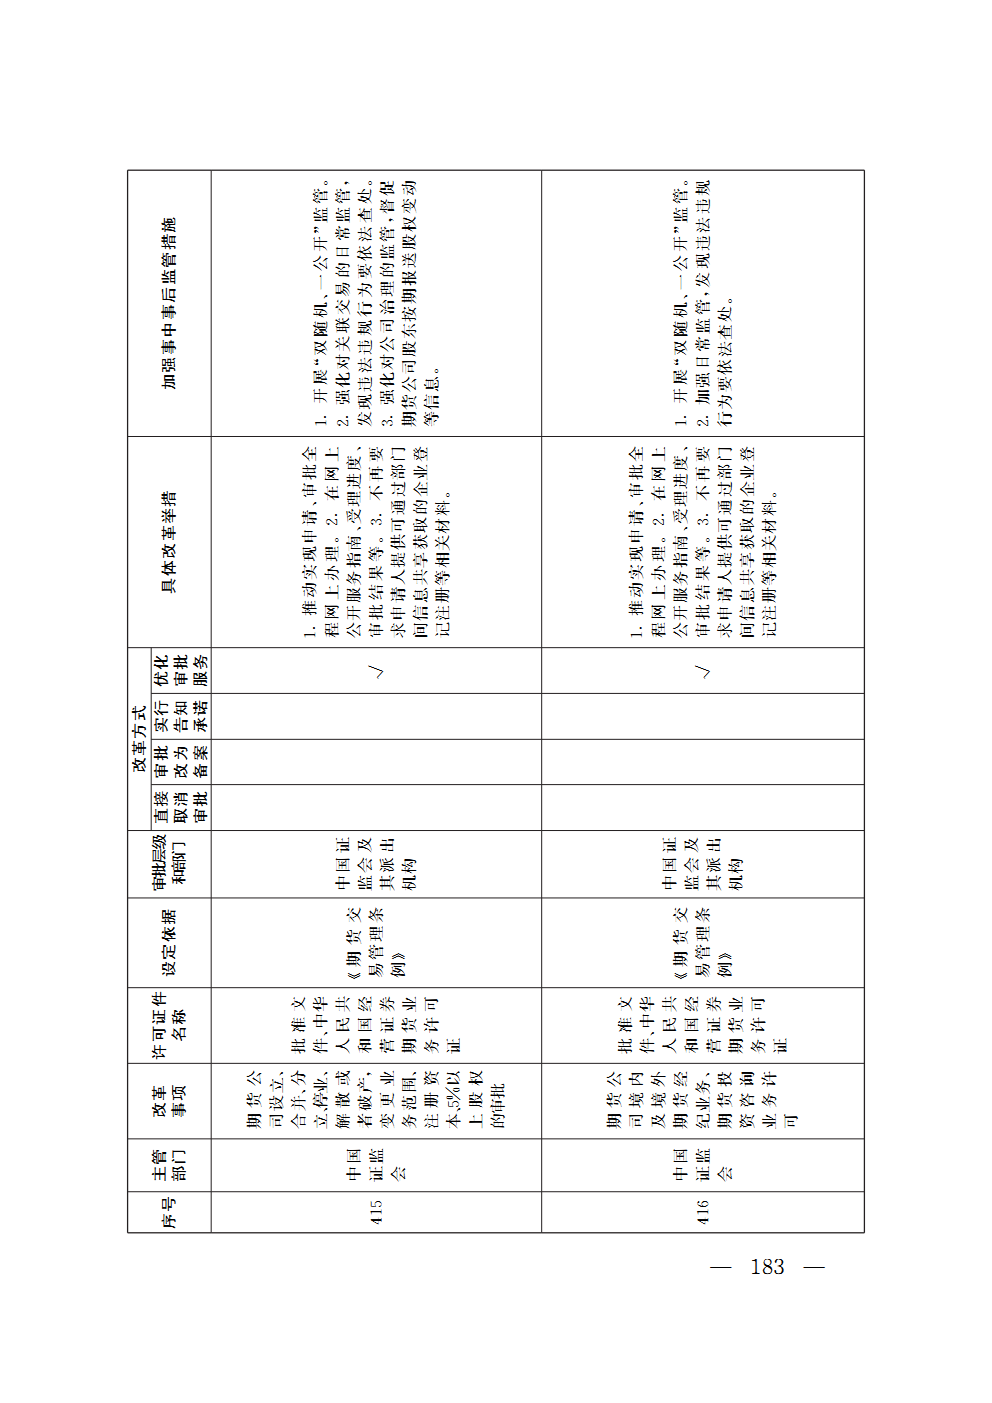 序号
主管
部门
改革
事项
许可证件
名称
设定依据
审批层级
和部门
改革方式
直接
取消
审批
审批
改为
备案
实行
告知
承诺
优化
审批
服务
具体改革举措
加强事中事后监管措施
415
中国
证监
会
期货公
司设立、
合并、分
立、停业、
解散或
者破产，
变更业
务范围、
注册资
本、5%以
上股权
的审批
批准文
件、中华
人民共
和国经
营证券
期货业
务许可
证
《期货交
易管理条
例》
中国证
监会及
其派出
机构
√
1. 推动实现申请、审批全
程网上办理。2. 在网上
公开服务指南、受理进度、
审批结果等。3. 不再要
求申请人提供可通过部门
间信息共享获取的企业登
记注册等相关材料。
1. 开展“双随机、一公开”监管。
2. 强化对关联交易的日常监管，
发现违法违规行为要依法查处。
3. 强化对公司治理的监管，督促
期货公司股东按期报送股权变动
等信息。
416
中国
证监
会
期货公
司境内
及境外
期货经
纪业务、
期货投
资咨询
业务许
可
批准文
件、中华
人民共
和国经
营证券
期货业
务许可
证
《期货交
易管理条
例》
中国证
监会及
其派出
机构
√
1. 推动实现申请、审批全
程网上办理。2. 在网上
公开服务指南、受理进度、
审批结果等。3. 不再要
求申请人提供可通过部门
间信息共享获取的企业登
记注册等相关材料。
1. 开展“双随机、一公开”监管。
2. 加强日常监管，发现违法违规
行为要依法查处。
— 183 —